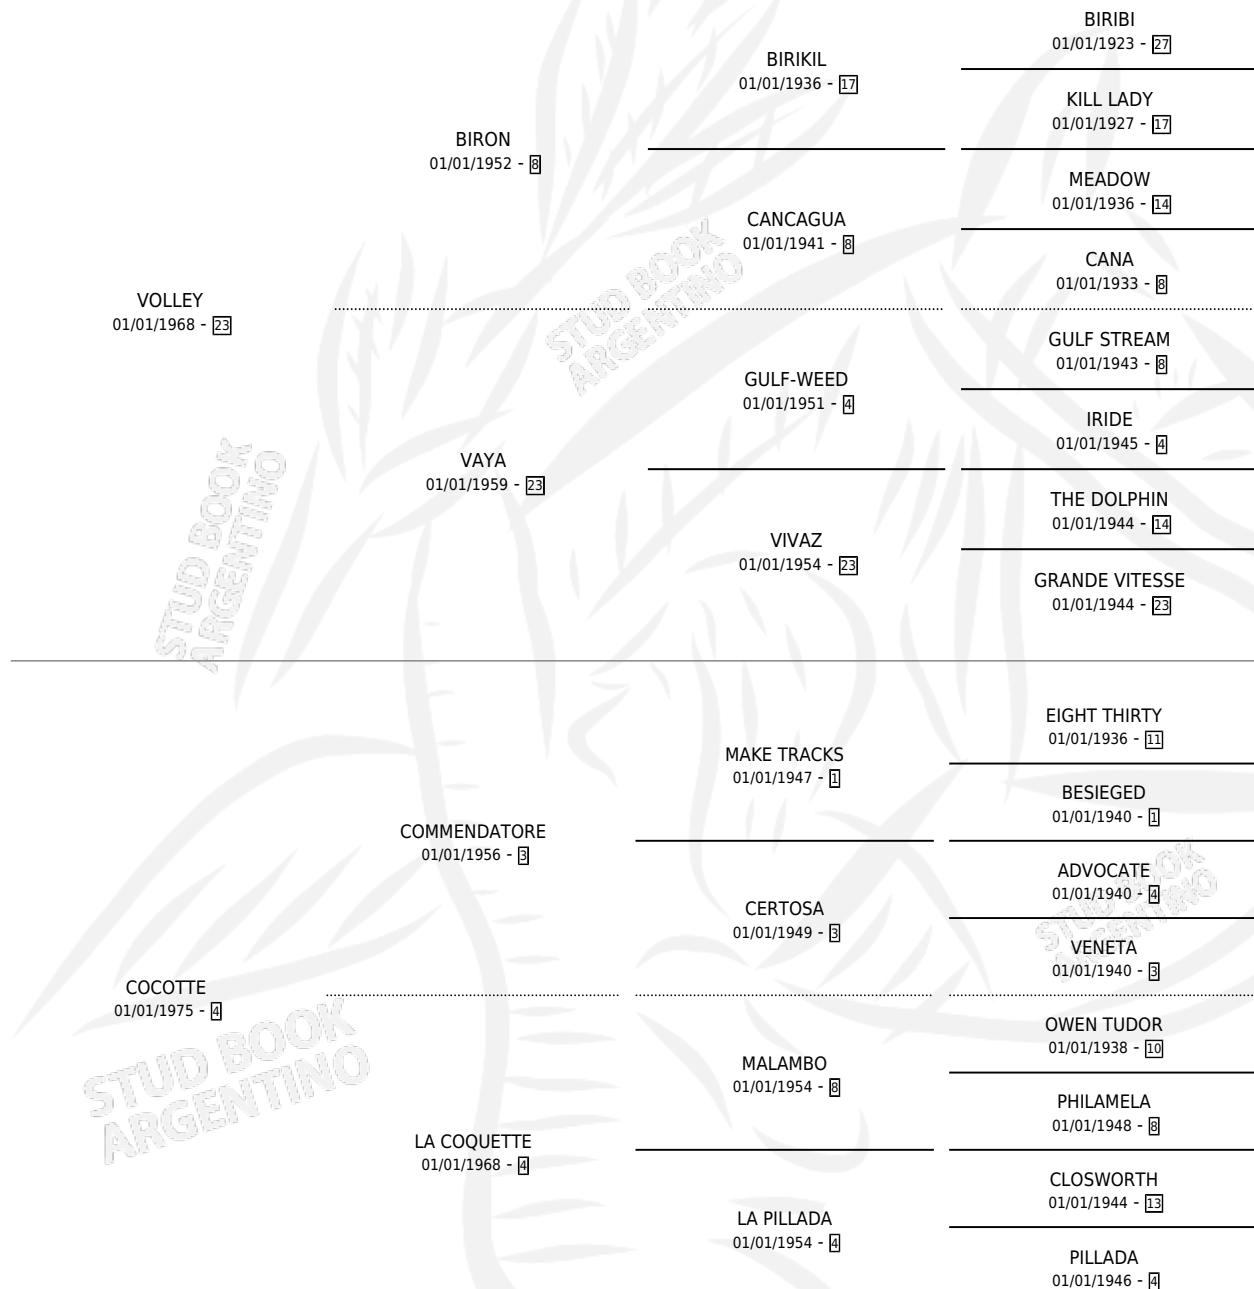 BIRIBI
01/01/1923 - 27
BIRIKIL
01/01/1936 - 17
KILL LADY
01/01/1927 - 17
BIRON
01/01/1952 - 8
MEADOW
01/01/1936 - 14
CANCAGUA
01/01/1941 - 8
CANA
01/01/1933 - 8
VOLLEY
01/01/1968 - 23
GULF STREAM
01/01/1943 - 8
GULF-WEED
01/01/1951 - 4
IRIDE
01/01/1945 - 4
VAYA
01/01/1959 - 23
THE DOLPHIN
01/01/1944 - 14
VIVAZ
01/01/1954 - 23
GRANDE VITESSE
01/01/1944 - 23
EIGHT THIRTY
01/01/1936 - 11
MAKE TRACKS
01/01/1947 - 1
BESIEGED
01/01/1940 - 1
COMMENDATORE
01/01/1956 - 3
ADVOCATE
01/01/1940 - 4
CERTOSA
01/01/1949 - 3
VENETA
01/01/1940 - 3
COCOTTE
01/01/1975 - 4
OWEN TUDOR
01/01/1938 - 10
MALAMBO
01/01/1954 - 8
PHILAMELA
01/01/1948 - 8
LA COQUETTE
01/01/1968 - 4
CLOSWORTH
01/01/1944 - 13
LA PILLADA
01/01/1954 - 4
PILLADA
01/01/1946 - 4
STUD BOOK
ARGENTINO
STUD BOOK
ARGENTINO
STUD BOOK
ARGENTINO
STUD BOOK
ARGENTINO